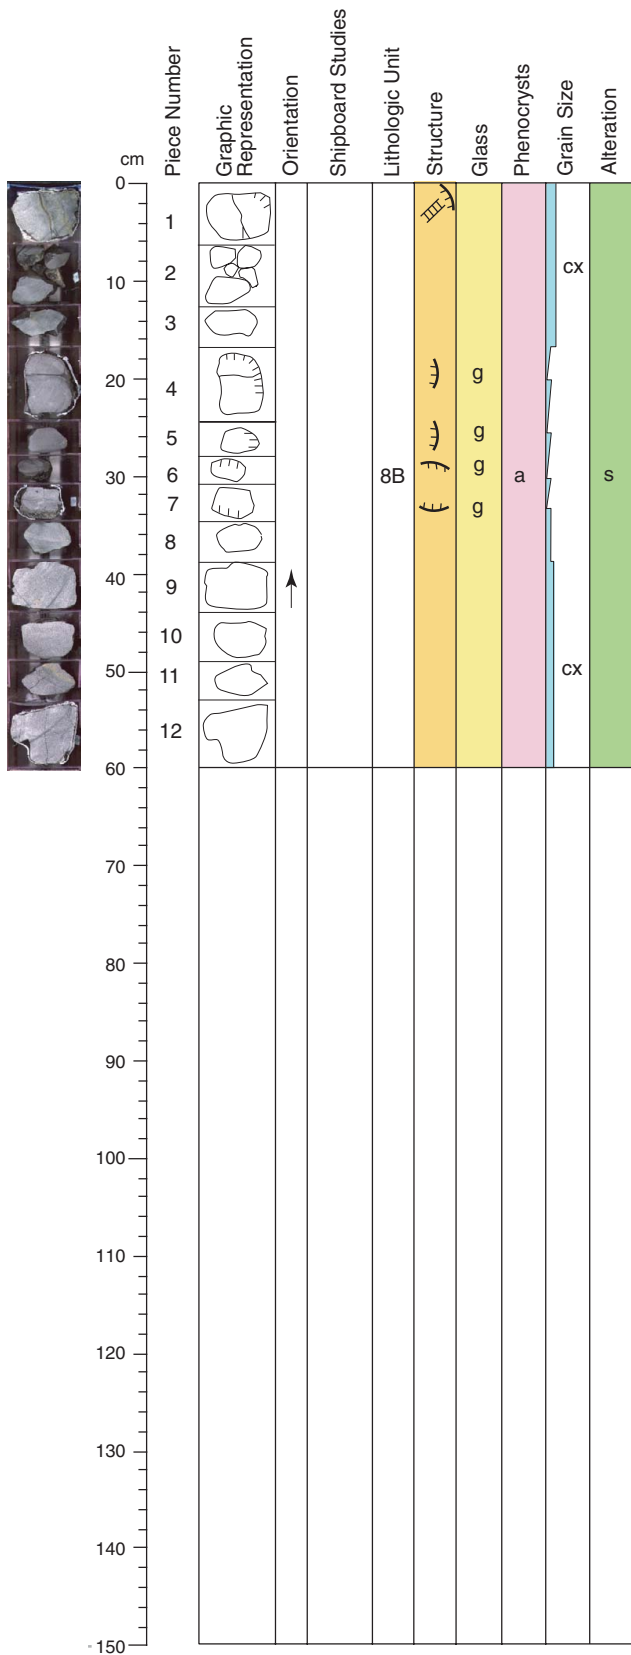 cm
Piece Number
Graphic
Representation
Orientation
Shipboard Studies
Lithologic Unit
Structure
Glass
Phenocrysts
Grain Size
Alteration
0
1
cx
10
2
3
20
4
g
5
g
6
g
30
8B
a
s
7
g
8
40
9
10
50
11
cx
12
60
70
80
90
100
110
120
130
140
150